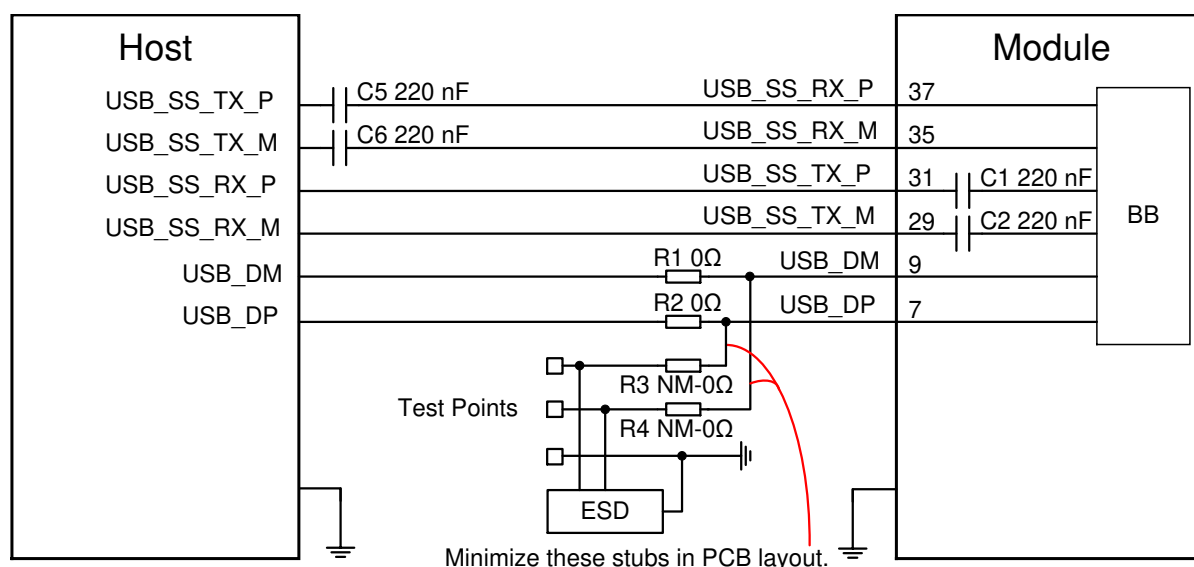 Host
Module
USB_SS_TX_P
C5 220 nF
USB_SS_RX_P
37
USB_SS_TX_M
C6 220 nF
USB_SS_RX_M
35
USB_SS_RX_P
USB_SS_TX_P
31
C1 220 nF
USB_SS_RX_M
USB_SS_TX_M
29
C2 220 nF
BB
USB_DM
R1 0Ω
USB_DM
9
USB_DP
R2 0Ω
USB_DP
7
R3 NM-0Ω
Test Points
R4 NM-0Ω
ESD
Minimize these stubs in PCB layout.